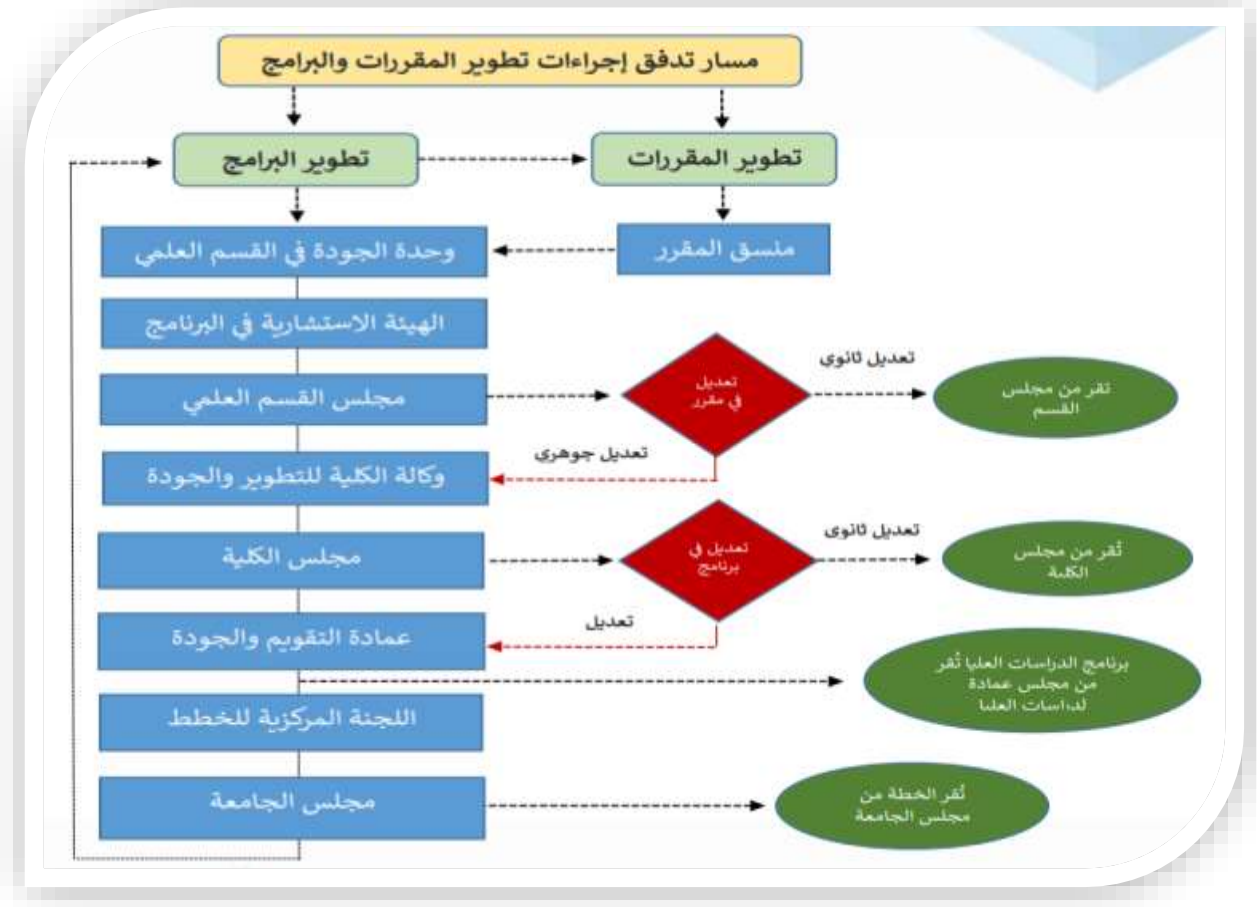 مسار تدفق إجراءات تطوير المقررات والبرامج
تطوير المقررات
تطوير البرامج
منسق المقرر
وحدة الجودة في القسم العلمي
الهيئة الاستشارية في البرنامج
مجلس القسم العلمي
تعديل
في مقرر
تعديل ثانوي
تقر من مجلس
القسم
تعديل جوهري
وكالة الكلية للتطوير والجودة
مجلس الكلية
تعديل في
برنامج
تعديل ثانوي
تُقر من مجلس
الكلية
تعديل
عمادة التقويم والجودة
برنامج الدراسات العليا تُقر
من مجلس عمادة
لدراسات العليا
اللجنة المركزية للخطط
مجلس الجامعة
تُقر الخطة من
مجلس الجامعة